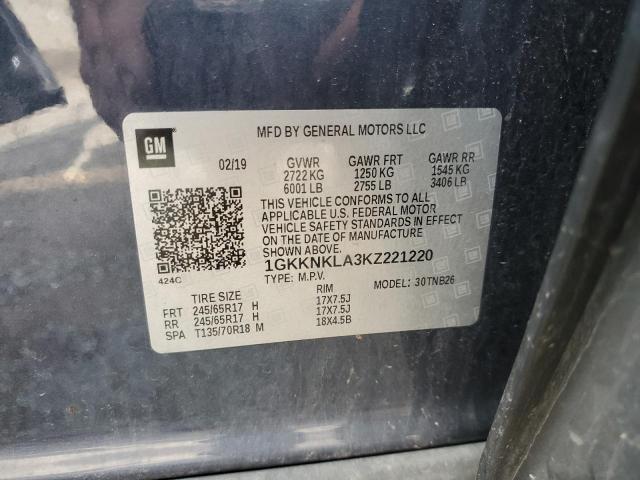 GM
MFD BY GENERAL MOTORS LLC
02/19 GVWR GAWR FRT GAWR RR
2722 KG 1250 KG 1545 KG
6001 LB 2755 LB 3406 LB
THIS VEHICLE CONFORMS TO ALL
APPLICABLE U.S. FEDERAL MOTOR
VEHICLE SAFETY STANDARDS IN EFFECT
ON THE DATE OF MANUFACTURE
SHOWN ABOVE.
1GKKNKLA3KZ221220
424C TYPE: M.P.V. MODEL: 30TNB26
TIRE SIZE RIM
FRT 245/65R17 H 17X7.5J
RR 245/65R17 H 17X7.5J
SPA T135/70R18 M 18X4.5B